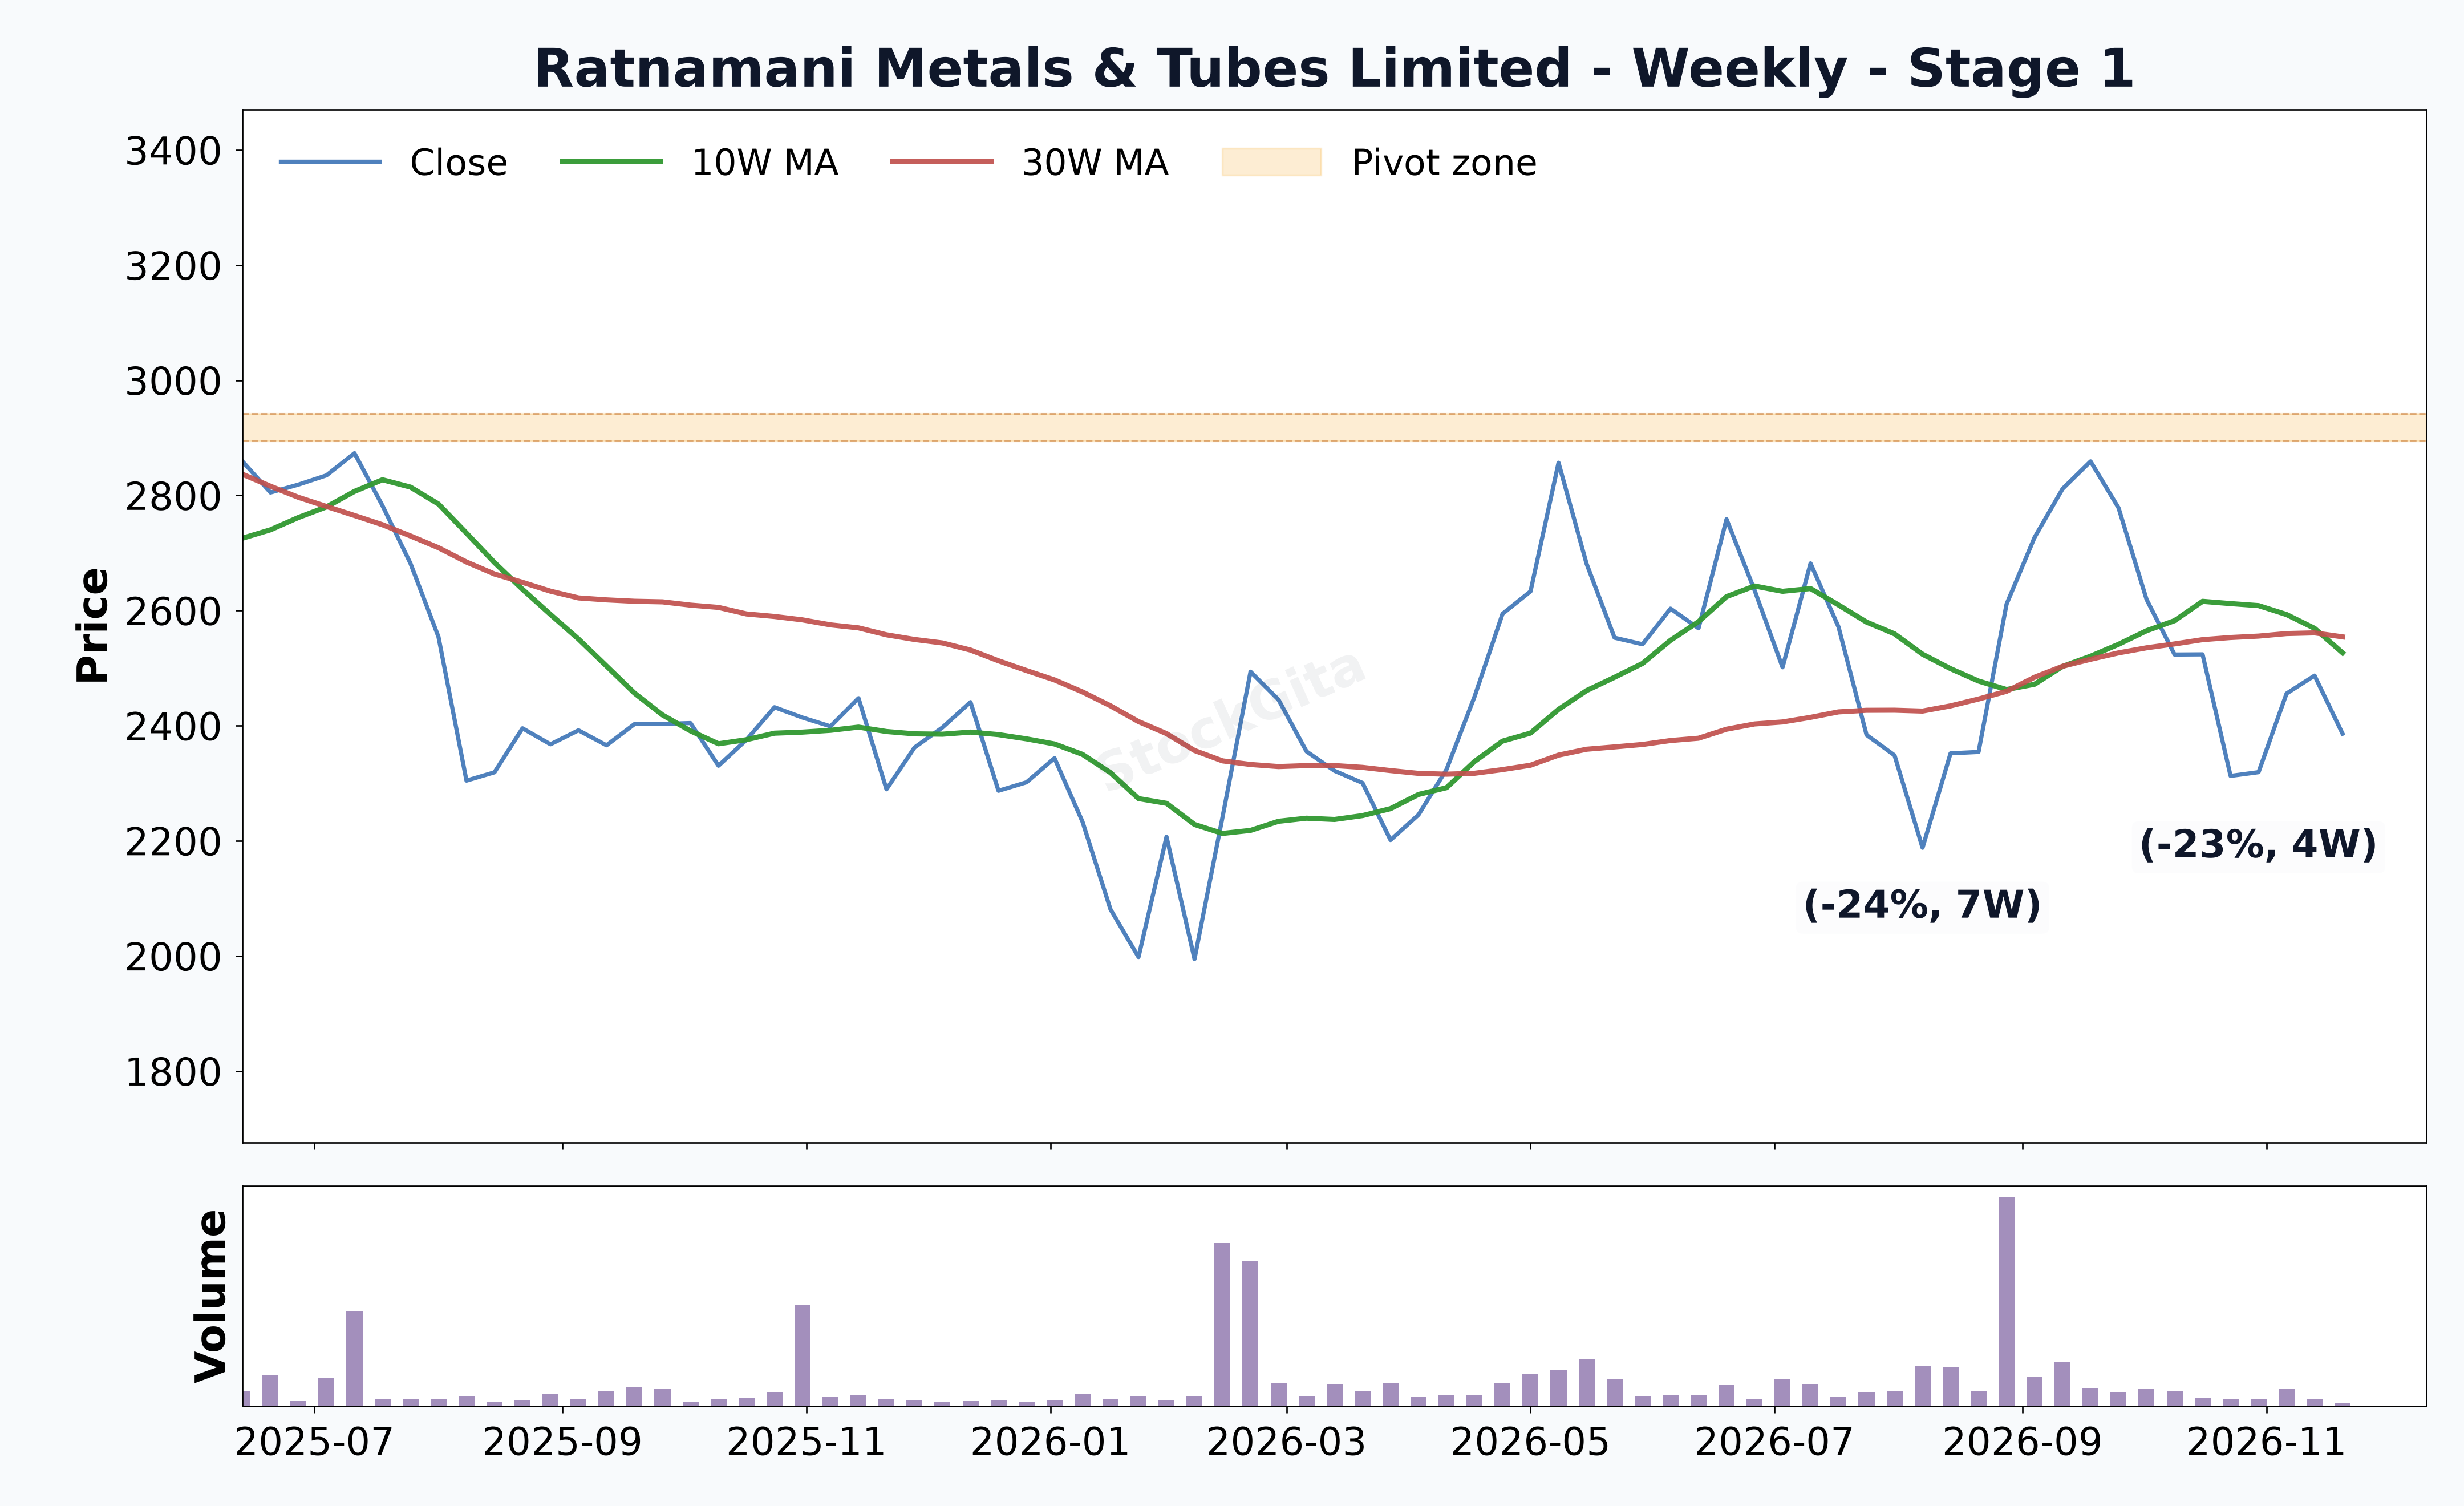 Ratnamani Metals & Tubes Limited - Weekly - Stage 1
Close
10W MA
30W MA
Pivot zone
3400
3200
3000
2800
2600
2400
2200
2000
1800
Price
StockGita
(-23%, 4W)
(-24%, 7W)
Volume
2025-07
2025-09
2025-11
2026-01
2026-03
2026-05
2026-07
2026-09
2026-11